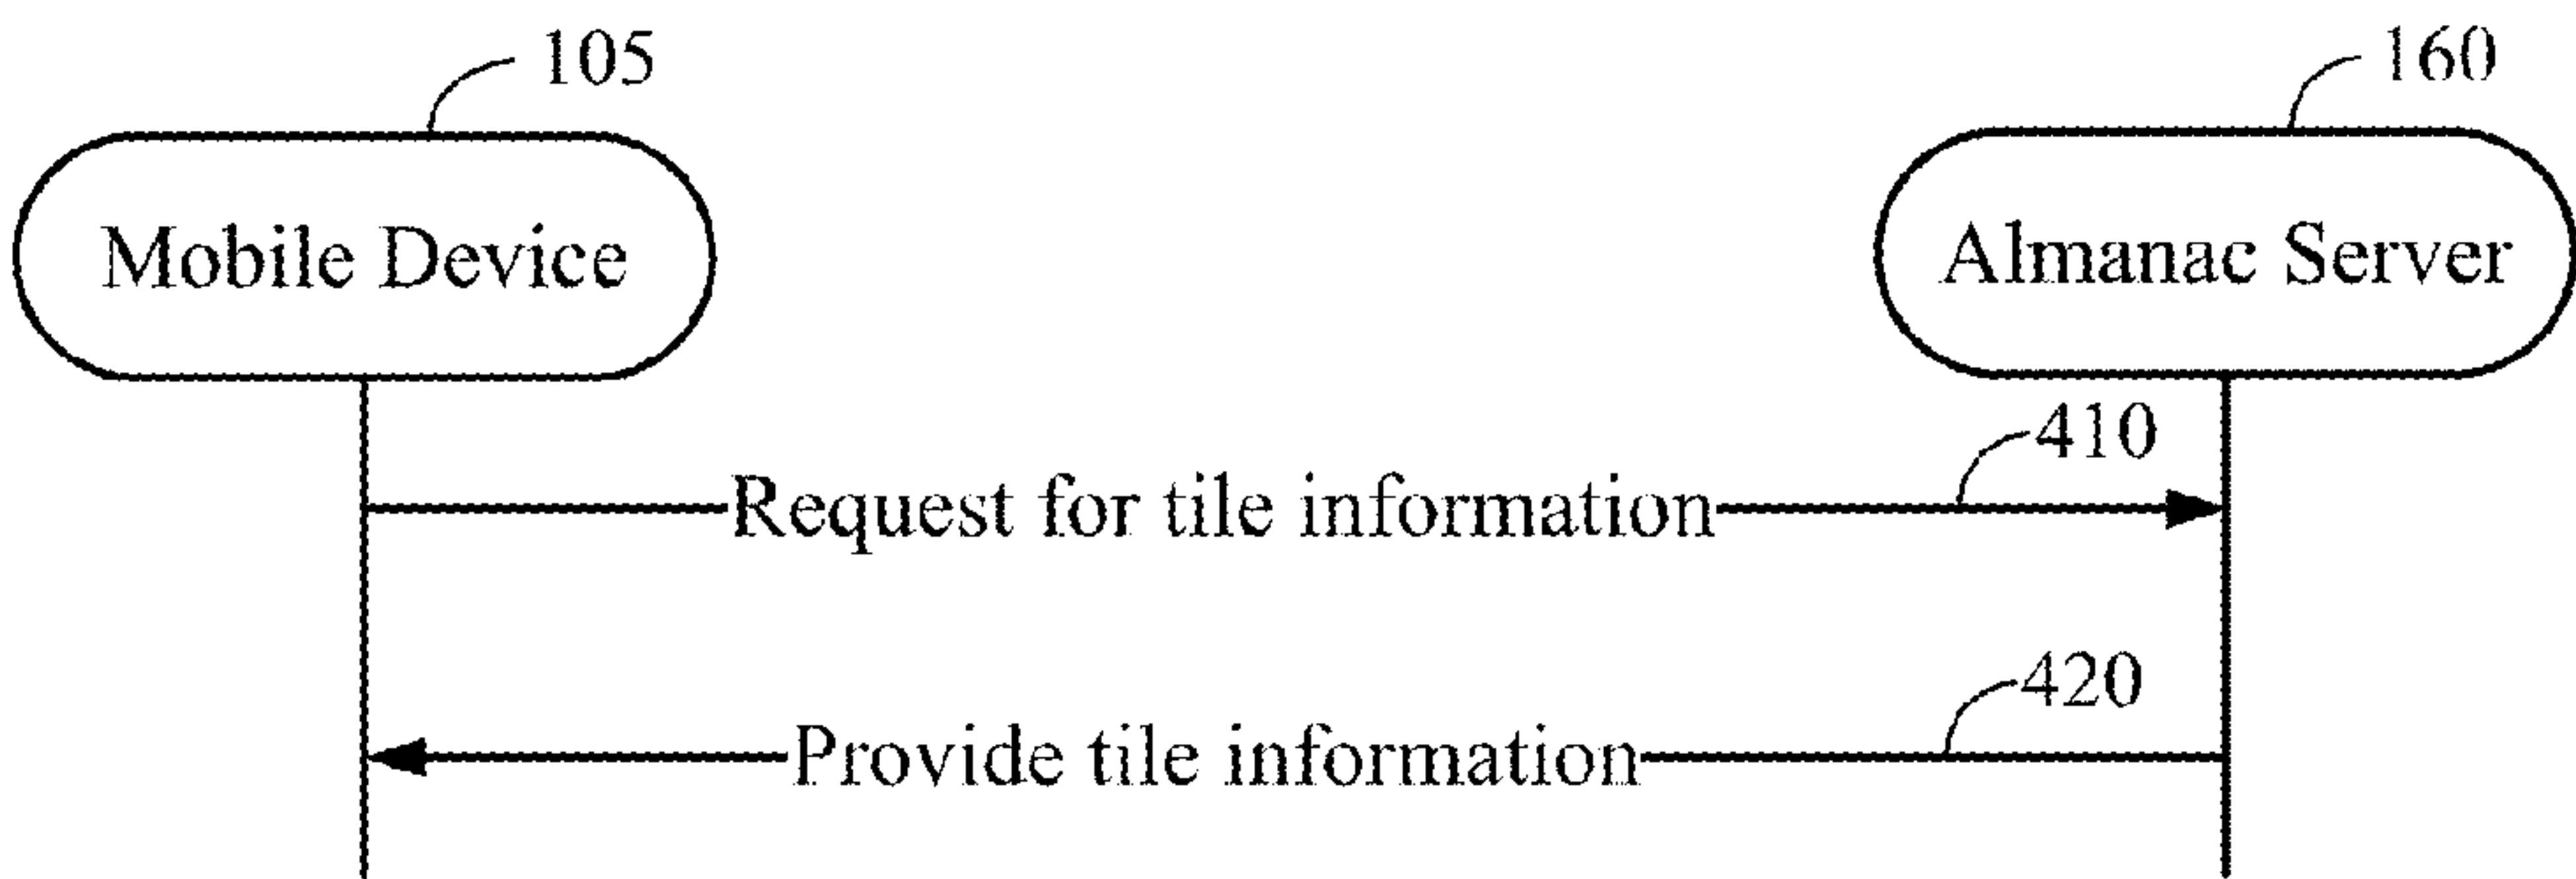 105
160
Mobile Device
Almanac Server
410
Request for tile information
420
Provide tile information